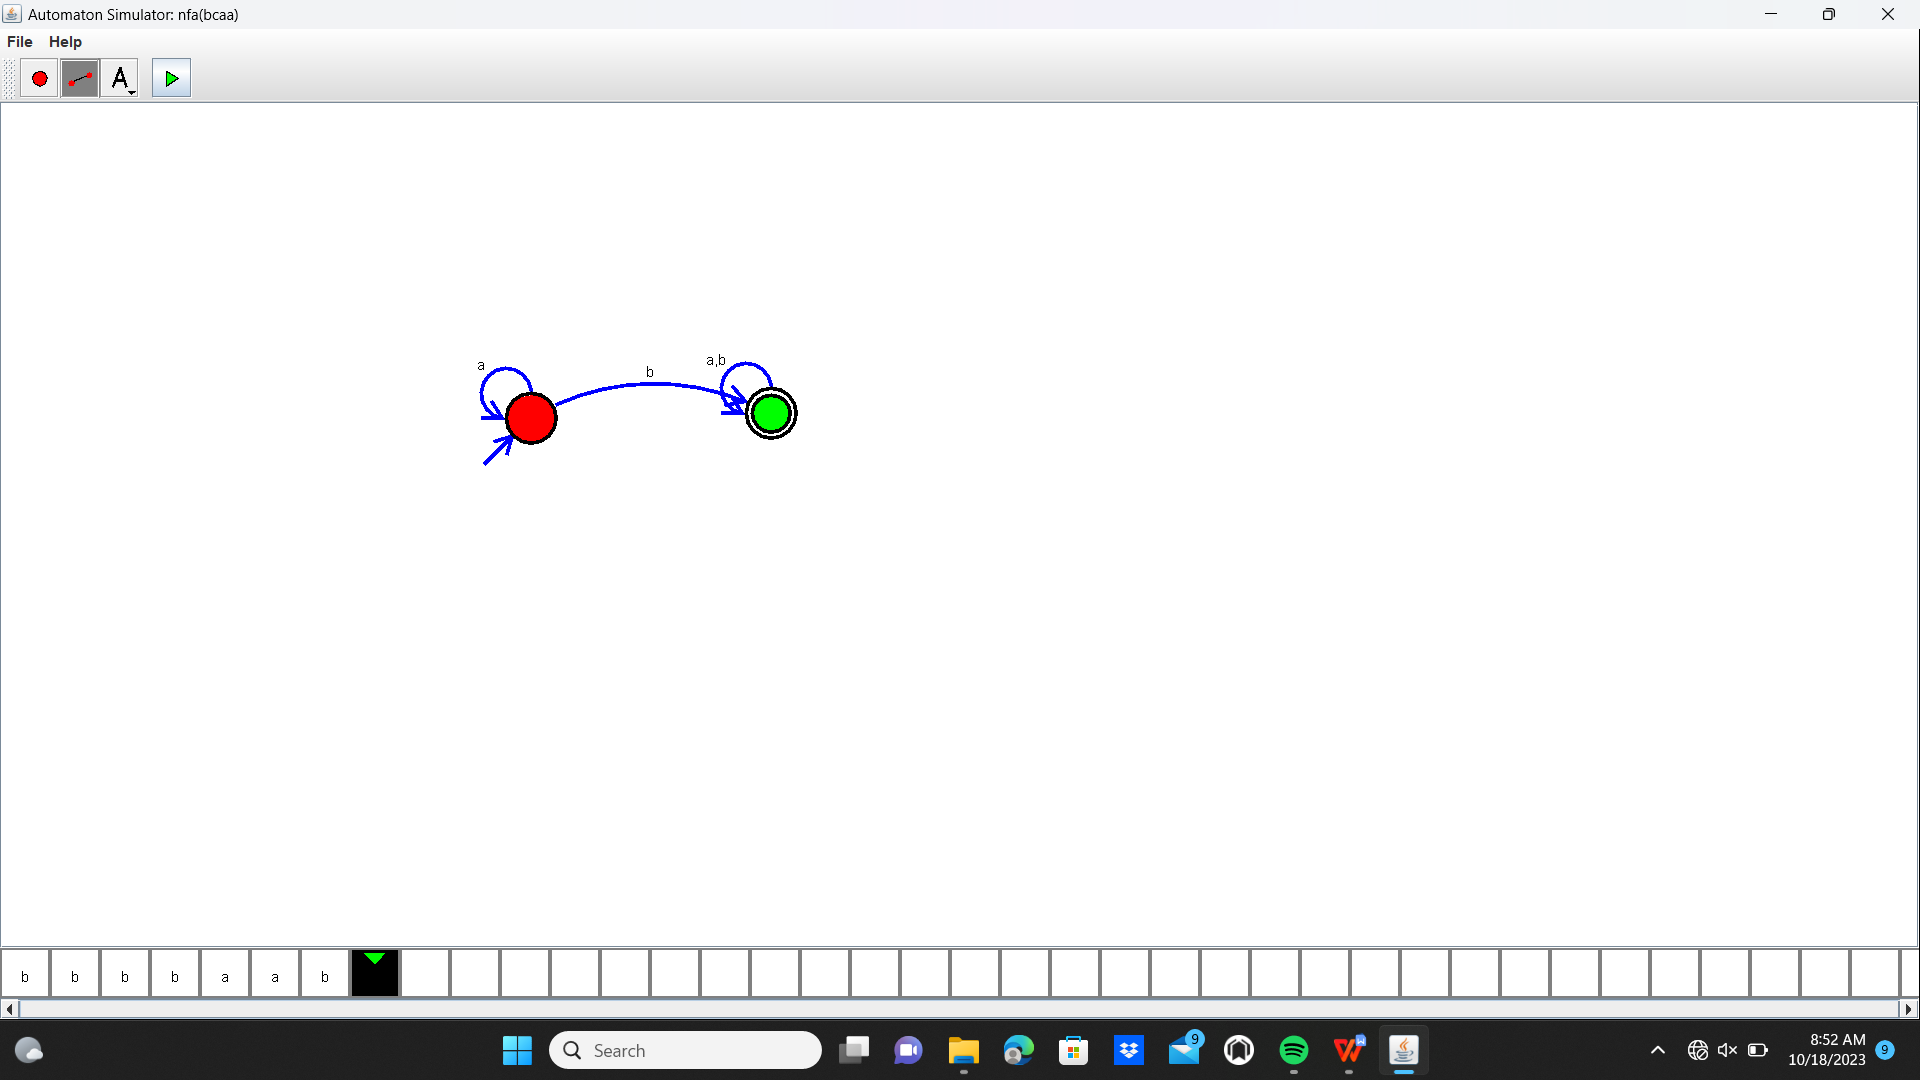 Automaton Simulator: nfa(bcaa)
File Help
A
a
b
a,b
b b b b a a b
Search
9
8:52 AM
10/18/2023
9